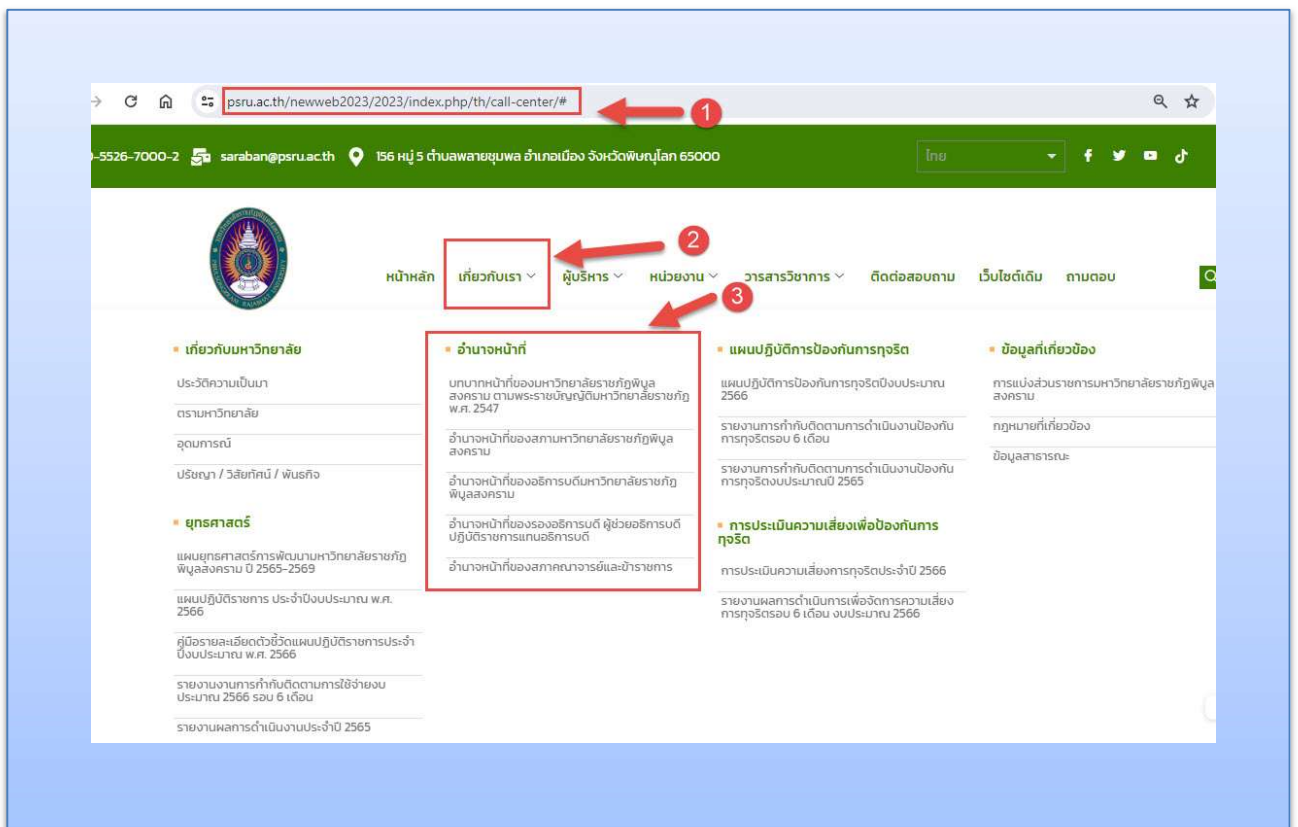 psru.ac.th/newweb2023/2023/index.php/th/call-center/#
1
-5526-7000-2 saraban@psru.ac.th 156 หมู่ 5 ตำบลพลายชุมพล อำเภอเมือง จังหวัดพิษณุโลก 65000 ไทย
2
หน้าหลัก เกี่ยวกับเรา ผู้บริหาร หน่วยงาน วารสารวิชาการ ติดต่อสอบถาม เว็บไซต์เดิม ถามตอบ
3
เกี่ยวกับมหาวิทยาลัย
ประวัติความเป็นมา
ตรามหาวิทยาลัย
อุดมการณ์
ปรัชญา / วิสัยทัศน์ / พันธกิจ
ยุทธศาสตร์
แผนยุทธศาสตร์การพัฒนามหาวิทยาลัยราชภัฏ
พิบูลสงคราม ปี 2565-2569
แผนปฏิบัติราชการ ประจำปีงบประมาณ พ.ศ.
2566
คู่มือรายละเอียดตัวชี้วัดแผนปฏิบัติราชการประจำ
ปีงบประมาณ พ.ศ. 2566
รายงานงานการกำกับติดตามการใช้จ่ายงบ
ประมาณ 2566 รอบ 6 เดือน
รายงานผลการดำเนินงานประจำปี 2565
อำนาจหน้าที่
บทบาทหน้าที่ของมหาวิทยาลัยราชภัฏพิบูล
สงคราม ตามพระราชบัญญัติมหาวิทยาลัยราชภัฏ
พ.ศ. 2547
อำนาจหน้าที่ของสภามหาวิทยาลัยราชภัฏพิบูล
สงคราม
อำนาจหน้าที่ของอธิการบดีมหาวิทยาลัยราชภัฏ
พิบูลสงคราม
อำนาจหน้าที่ของรองอธิการบดี ผู้ช่วยอธิการบดี
ปฏิบัติราชการแทนอธิการบดี
อำนาจหน้าที่ของสภาคณาจารย์และข้าราชการ
แผนปฏิบัติการป้องกันการทุจริต
แผนปฏิบัติการป้องกันการทุจริตปีงบประมาณ
2566
รายงานการกำกับติดตามการดำเนินงานป้องกัน
การทุจริตรอบ 6 เดือน
รายงานการกำกับติดตามการดำเนินงานป้องกัน
การทุจริตงบประมาณปี 2565
การประเมินความเสี่ยงเพื่อป้องกันการ
ทุจริต
การประเมินความเสี่ยงการทุจริตประจำปี 2566
รายงานผลการดำเนินการเพื่อจัดการความเสี่ยง
การทุจริตรอบ 6 เดือน งบประมาณ 2566
ข้อมูลที่เกี่ยวข้อง
การแบ่งส่วนราชการมหาวิทยาลัยราชภัฏพิบูล
สงคราม
กฎหมายที่เกี่ยวข้อง
ข้อมูลสาธารณะ